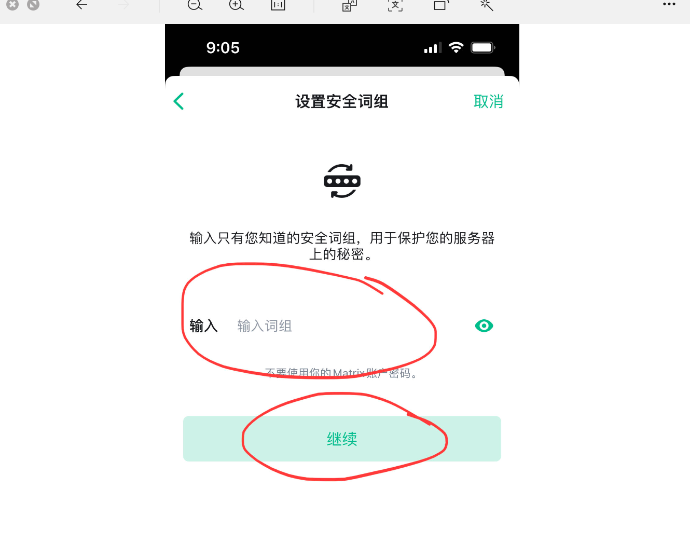 9:05
设置安全词组
取消
输入只有您知道的安全词组，用于保护您的服务器
上的秘密。
输入 输入词组
不要使用你的Matrix账户密码。
继续